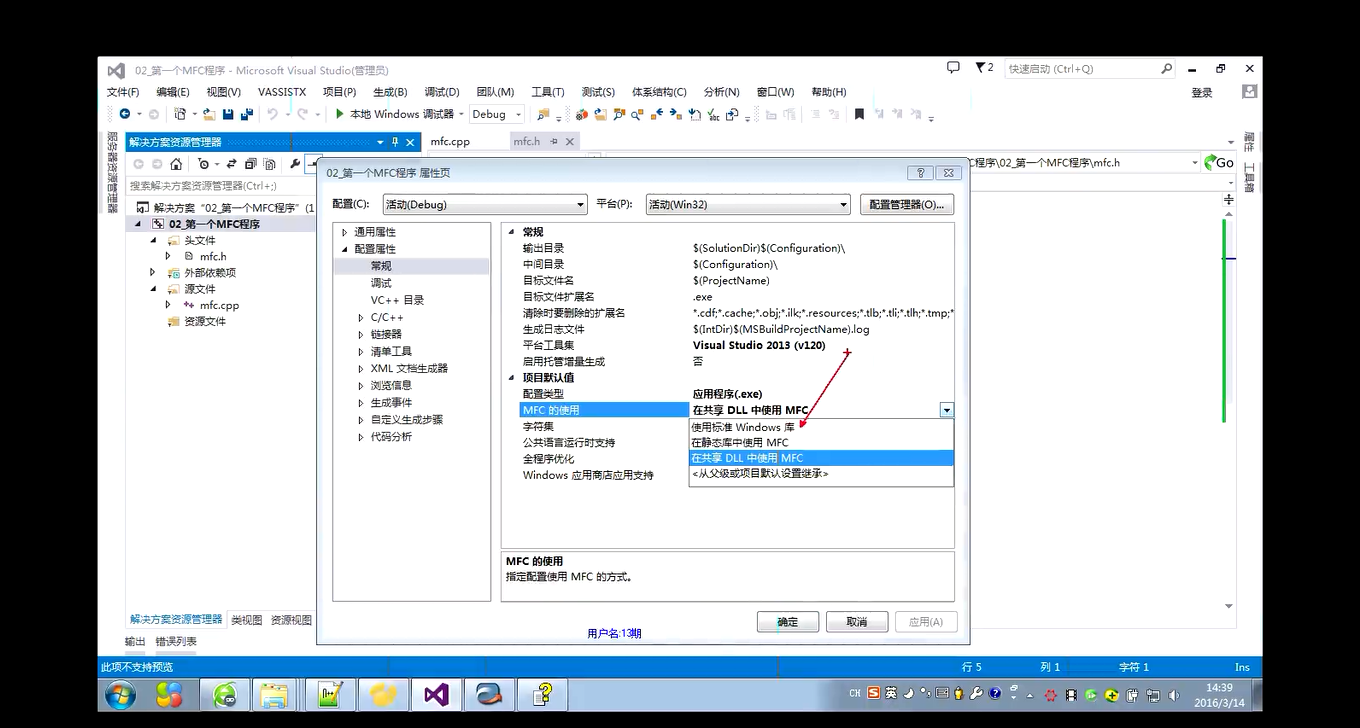 02_第一个MFC程序 - Microsoft Visual Studio(管理员)
2
快速启动 (Ctrl+Q)
文件(F) 编辑(E) 视图(V) VASSISTX 项目(P) 生成(B) 调试(D) 团队(M) 工具(T) 测试(S) 体系结构(C) 分析(N) 窗口(W) 帮助(H)
登录
本地 Windows 调试器 Debug
服务器资源管理器
解决方案资源管理器
mfc.cpp
mfc.h
属性
工具箱
程序\02_第一个MFC程序\mfc.h
Go
搜索解决方案资源管理器(Ctrl+;)
解决方案 “02_第一个MFC程序” (1
02_第一个MFC程序
头文件
mfc.h
外部依赖项
源文件
mfc.cpp
资源文件
02_第一个MFC程序 属性页
配置(C): 活动(Debug) 平台(P): 活动(Win32) 配置管理器(O)...
通用属性
配置属性
常规
调试
VC++ 目录
C/C++
链接器
清单工具
XML 文档生成器
浏览信息
生成事件
自定义生成步骤
代码分析
常规
输出目录 $(SolutionDir)$(Configuration)\
中间目录 $(Configuration)\
目标文件名 $(ProjectName)
目标文件扩展名 .exe
清除时要删除的扩展名 *.cdf;*.cache;*.obj;*.ilk;*.resources;*.tlb;*.tli;*.tlh;*.tmp;*
生成日志文件 $(IntDir)$(MSBuildProjectName).log
平台工具集 Visual Studio 2013 (v120)
启用托管增量生成 否
项目默认值
配置类型 应用程序(.exe)
MFC 的使用 在共享 DLL 中使用 MFC
字符集
公共语言运行时支持
全程序优化
Windows 应用商店应用支持
使用标准 Windows 库
在静态库中使用 MFC
在共享 DLL 中使用 MFC
<从父级或项目默认设置继承>
MFC 的使用
指定配置使用 MFC 的方式。
确定 取消 应用(A)
用户名:13期
解决方案资源管理器 类视图 资源视图
输出 错误列表
此项不支持预览
行 5 列 1 字符 1 Ins
CH
英
14:39
2016/3/14